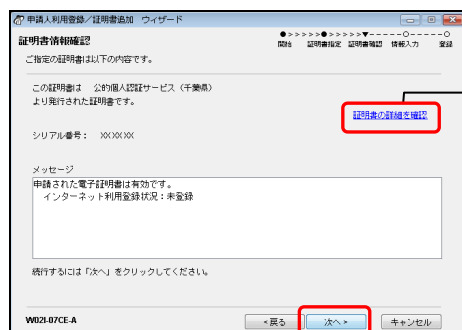 申請人利用登録/証明書追加 ウィザード
証明書情報確認
●>>>>>●>>>>>▼-----○-----○
開始 証明書指定 証明書確認 情報入力 登録
ご指定の証明書は以下の内容です。
この証明書は 公的個人認証サービス(千葉県)
より発行された証明書です。
証明書の詳細を確認
シリアル番号: XXXXXX
メッセージ
申請された電子証明書は有効です。
インターネット利用登録状況:未登録
続行するには「次へ」をクリックしてください。
W02I-07CE-A
<戻る 次へ> キャンセル